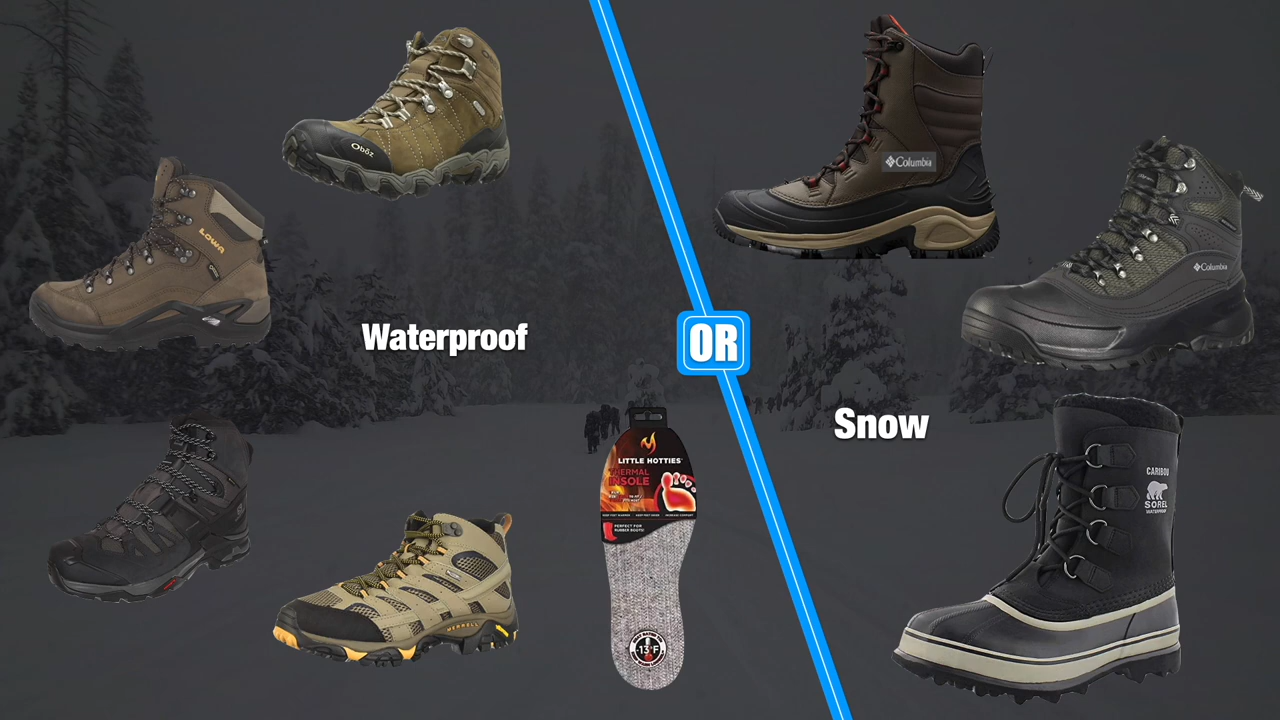 Oboz
LOWA
Waterproof
MERRELL
LITTLE HOTTIES
THERMAL
INSOLE
PERFECT FOR
RUBBER BOOTS!
-13°F
OR
Columbia
Columbia
Snow
CARIBOU
SOREL
WATERPROOF